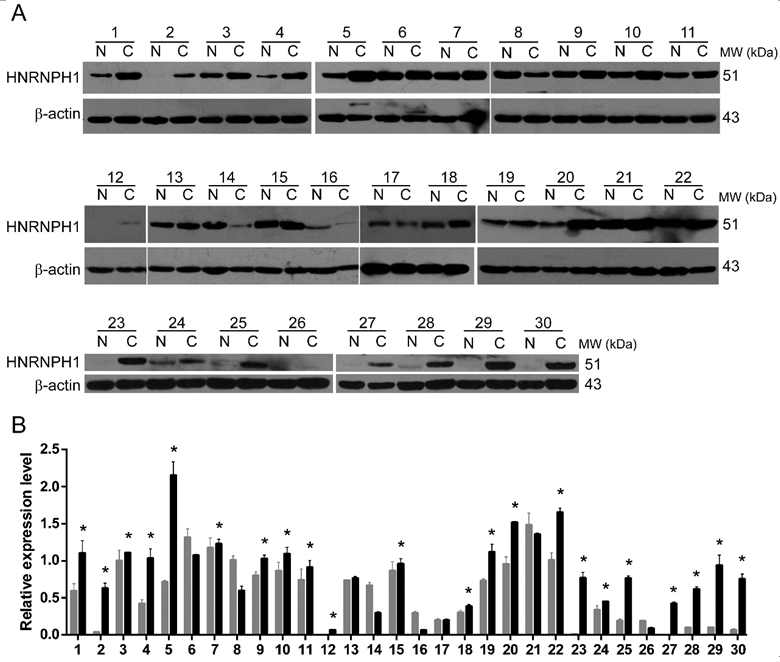 A
1 2 3 4 5 6 7 8 9 10 11
N C N C N C N C N C N C N C N C N C N C N C MW (kDa)
HNRNPH1 51
β-actin 43
12 13 14 15 16 17 18 19 20 21 22
N C N C N C N C N C N C N C N C N C N C N C MW (kDa)
HNRNPH1 51
β-actin 43
23 24 25 26 27 28 29 30
N C N C N C N C N C N C N C N C MW (kDa)
HNRNPH1 51
β-actin 43
B
Relative expression level
2.5
2.0
1.5
1.0
0.5
0.0
* * * * * * * * * * * * * * * * * * * * * *
1 2 3 4 5 6 7 8 9 10 11 12 13 14 15 16 17 18 19 20 21 22 23 24 25 26 27 28 29 30